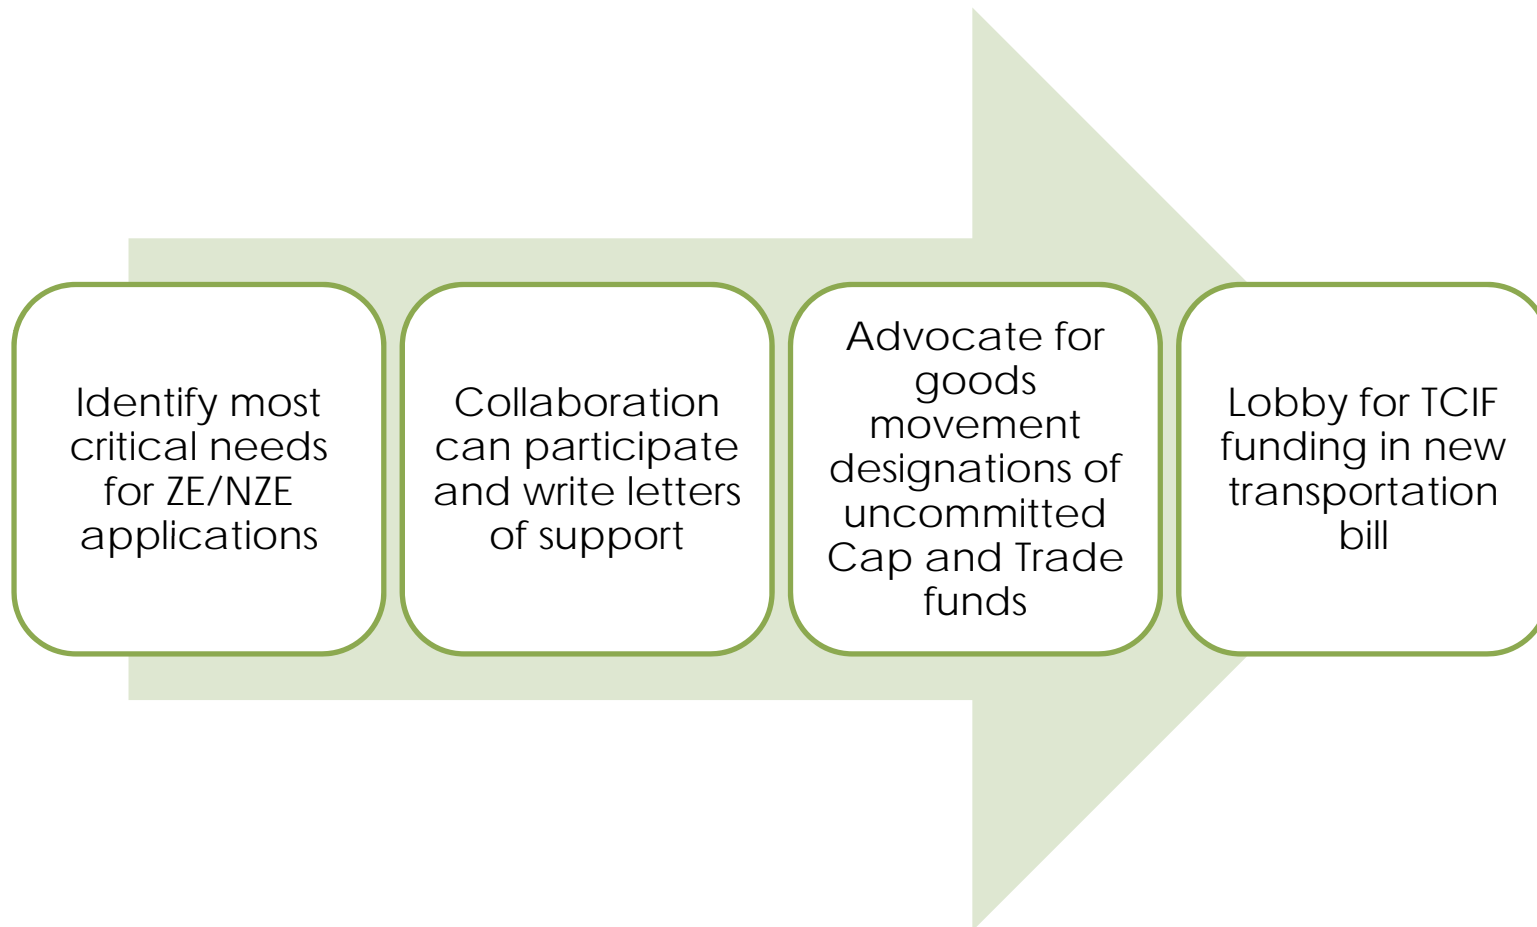 Identify most
critical needs
for ZE/NZE
applications
Collaboration
can participate
and write letters
of support
Advocate for
goods
movement
designations of
uncommitted
Cap and Trade
funds
Lobby for TCIF
funding in new
transportation
bill